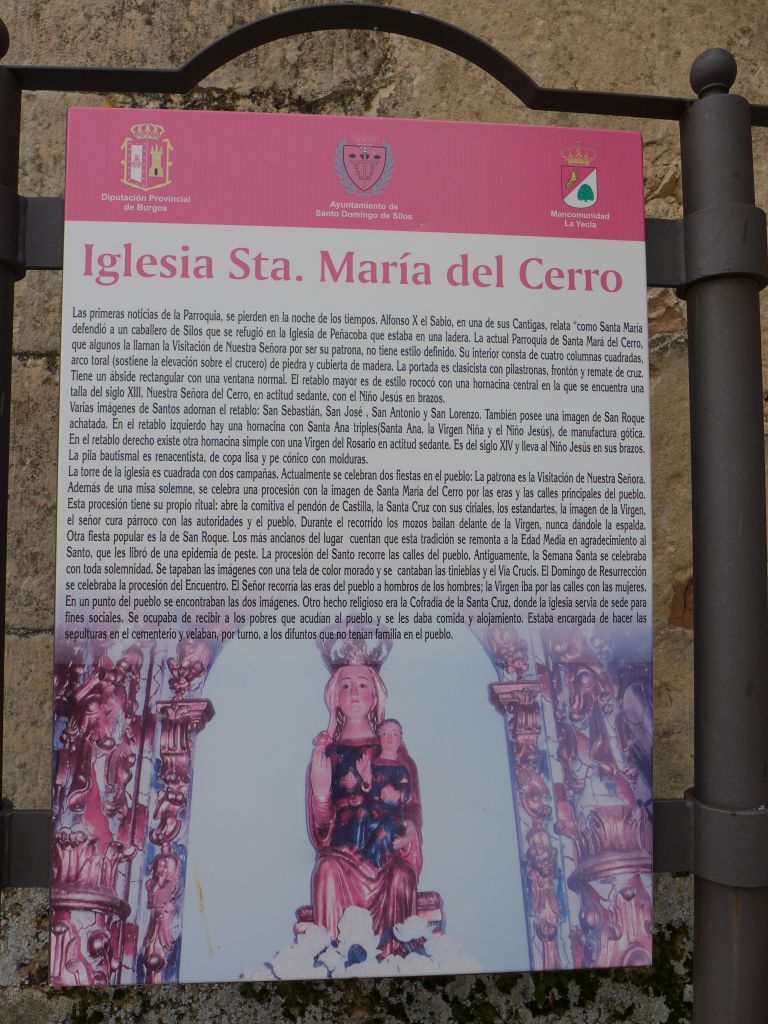 Diputación Provincial
de Burgos
Ayuntamiento de
Santo Domingo de Silos
Mancomunidad
La Yecla
Iglesia Sta. María del Cerro
Las primeras noticias de la Parroquia, se pierden en la noche de los tiempos. Alfonso X el Sabio, en una de sus Cantigas, relata "como Santa María
defendió a un caballero de Silos que se refugió en la Iglesia de Peñacoba que estaba en una ladera. La actual Parroquia de Santa Mará del Cerro,
que algunos la llaman la Visitación de Nuestra Señora por ser su patrona, no tiene estilo definido. Su interior consta de cuatro columnas cuadradas,
arco toral (sostiene la elevación sobre el crucero) de piedra y cubierta de madera. La portada es clasicista con pilastronas, frontón y remate de cruz.
Tiene un ábside rectangular con una ventana normal. El retablo mayor es de estilo rococó con una hornacina central en la que se encuentra una
talla del siglo XIII, Nuestra Señora del Cerro, en actitud sedante, con el Niño Jesús en brazos.
Varias imágenes de Santos adornan el retablo: San Sebastián, San José , San Antonio y San Lorenzo. También posee una imagen de San Roque
achatada. En el retablo izquierdo hay una hornacina con Santa Ana triples(Santa Ana, la Virgen Niña y el Niño Jesús), de manufactura gótica.
En el retablo derecho existe otra hornacina simple con una Virgen del Rosario en actitud sedante. Es del siglo XIV y lleva al Niño Jesús en sus brazos.
La pila bautismal es renacentista, de copa lisa y pe cónico con molduras.
La torre de la iglesia es cuadrada con dos campañas. Actualmente se celebran dos fiestas en el pueblo: La patrona es la Visitación de Nuestra Señora.
Además de una misa solemne, se celebra una procesión con la imagen de Santa María del Cerro por las eras y las calles principales del pueblo.
Esta procesión tiene su propio ritual: abre la comitiva el pendón de Castilla, la Santa Cruz con sus ciriales, los estandartes, la imagen de la Virgen,
el señor cura párroco con las autoridades y el pueblo. Durante el recorrido los mozos bailan delante de la Virgen, nunca dándole la espalda.
Otra fiesta popular es la de San Roque. Los más ancianos del lugar cuentan que esta tradición se remonta a la Edad Media en agradecimiento al
Santo, que les libró de una epidemia de peste. La procesión del Santo recorre las calles del pueblo. Antiguamente, la Semana Santa se celebraba
con toda solemnidad. Se tapaban las imágenes con una tela de color morado y se cantaban las tinieblas y el Vía Crucis. El Domingo de Resurrección
se celebraba la procesión del Encuentro. El Señor recorría las eras del pueblo a hombros de los hombres; la Virgen iba por las calles con las mujeres.
En un punto del pueblo se encontraban las dos imágenes. Otro hecho religioso era la Cofradía de la Santa Cruz, donde la iglesia servia de sede para
fines sociales. Se ocupaba de recibir a los pobres que acudían al pueblo y se les daba comida y alojamiento. Estaba encargada de hacer las
sepulturas en el cementerio y velaban, por turno, a los difuntos que no tenían familia en el pueblo.